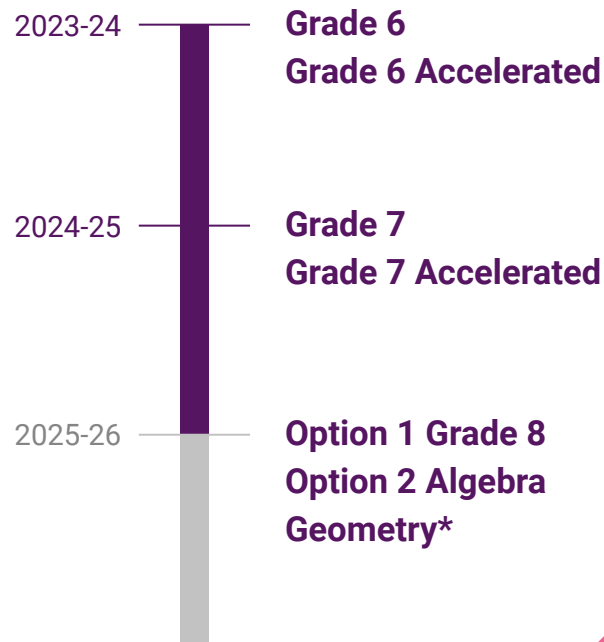 2023-24
Grade 6
Grade 6 Accelerated
2024-25
Grade 7
Grade 7 Accelerated
2025-26
Option 1 Grade 8
Option 2 Algebra
Geometry*